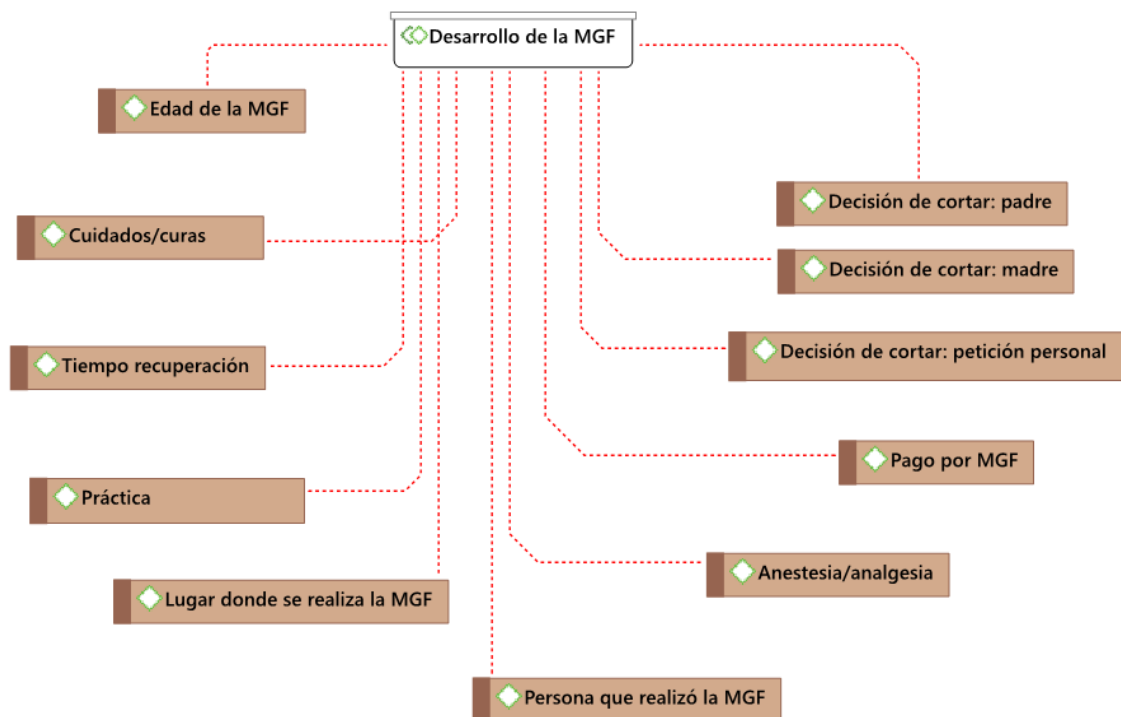 Desarrollo de la MGF
Edad de la MGF
Decisión de cortar: padre
Cuidados/curas
Decisión de cortar: madre
Decisión de cortar: petición personal
Tiempo recuperación
Pago por MGF
Práctica
Anestesia/analgesia
Lugar donde se realiza la MGF
Persona que realizó la MGF